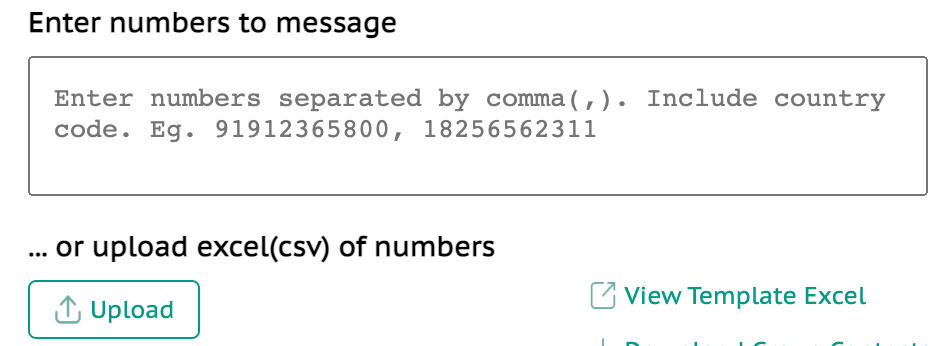 Enter numbers to message
Enter numbers separated by comma(,). Include country
code. Eg. 91912365800, 18256562311
... or upload excel(csv) of numbers
Upload
View Template Excel